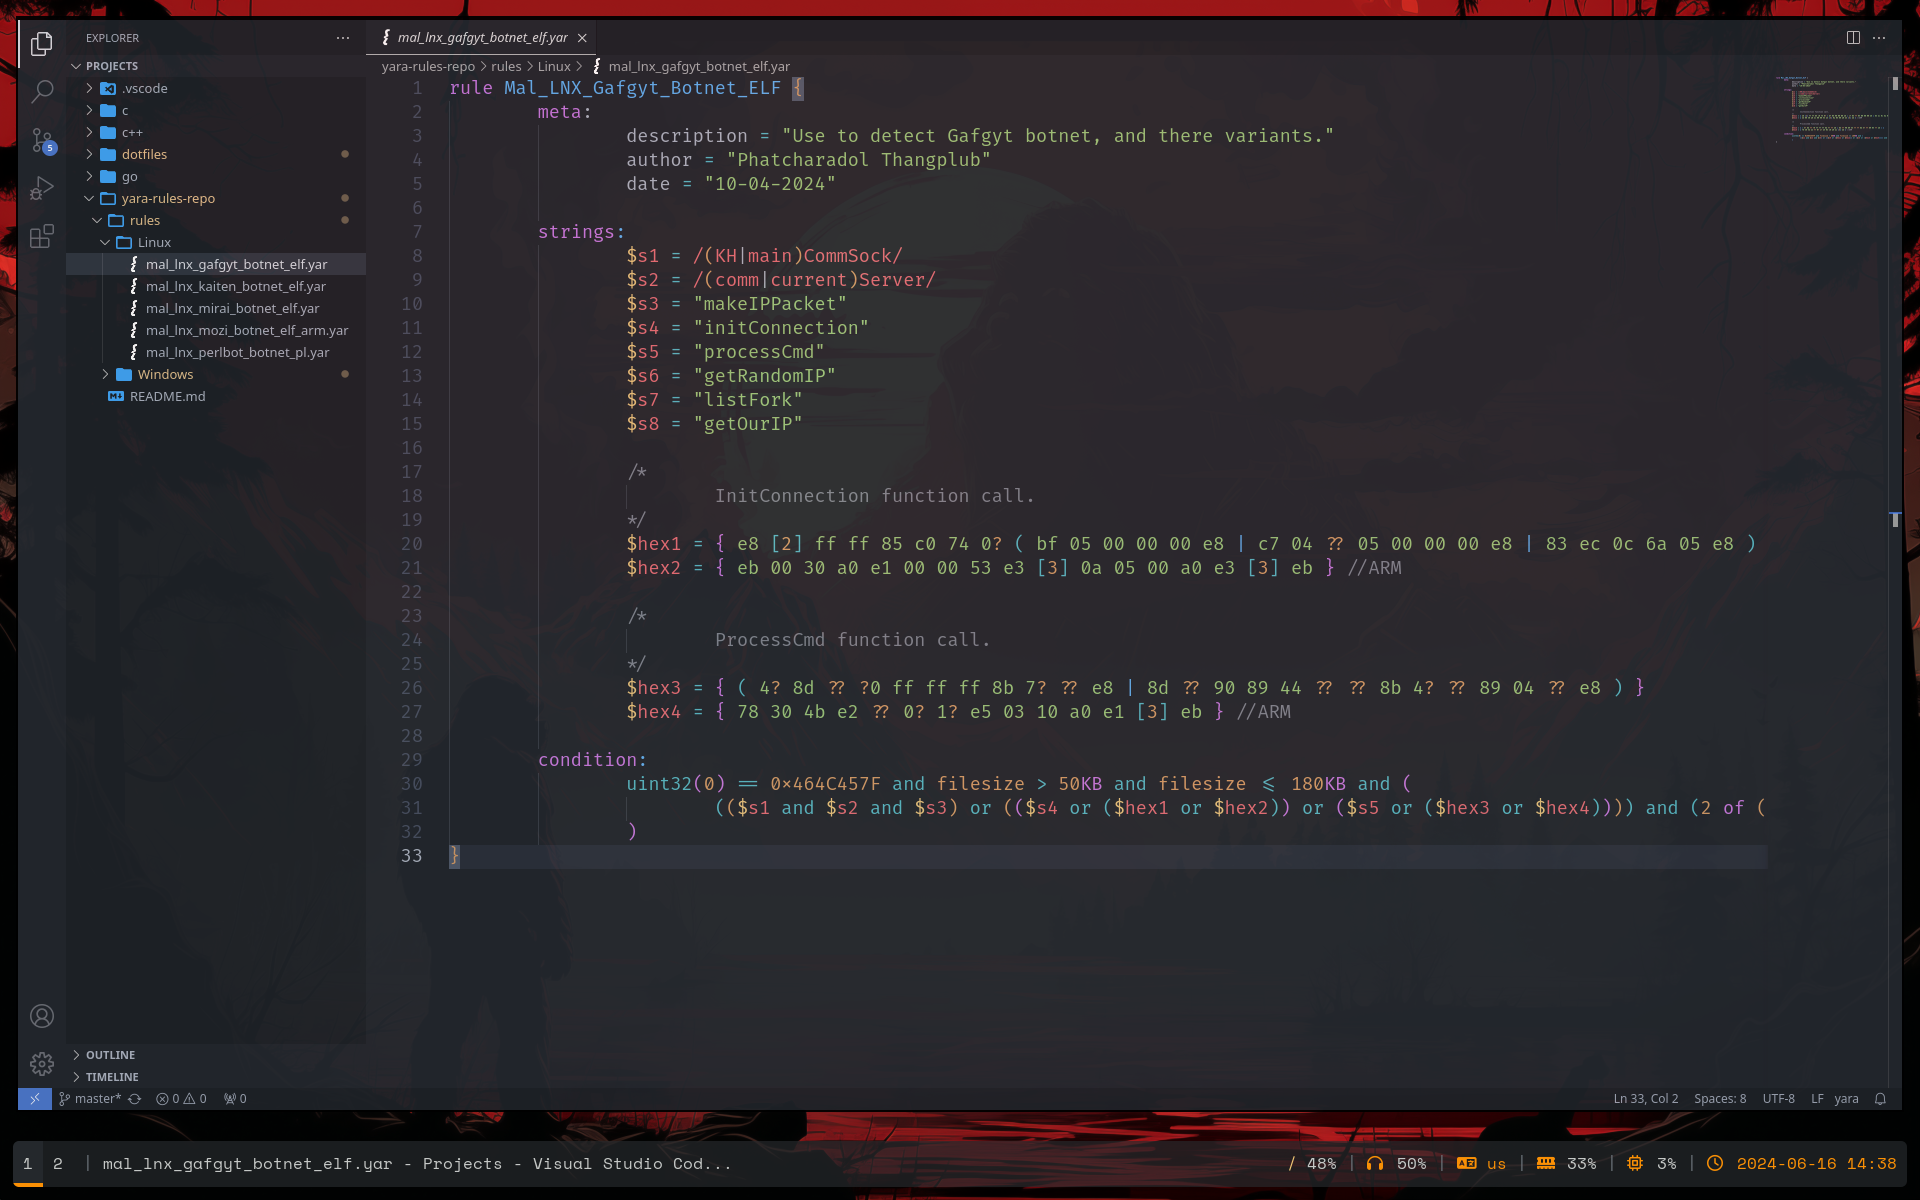 EXPLORER
PROJECTS
.vscode
c
c++
dotfiles
go
yara-rules-repo
rules
Linux
mal_lnx_gafgyt_botnet_elf.yar
mal_lnx_kaiten_botnet_elf.yar
mal_lnx_mirai_botnet_elf.yar
mal_lnx_mozi_botnet_elf_arm.yar
mal_lnx_perlbot_botnet_pl.yar
Windows
README.md
OUTLINE
TIMELINE
5
mal_lnx_gafgyt_botnet_elf.yar
yara-rules-repo > rules > Linux > mal_lnx_gafgyt_botnet_elf.yar
1 rule Mal_LNX_Gafgyt_Botnet_ELF {
2 meta:
3 description = "Use to detect Gafgyt botnet, and there variants."
4 author = "Phatcharadol Thangplub"
5 date = "10-04-2024"
6
7 strings:
8 $s1 = /(KH|main)CommSock/
9 $s2 = /(comm|current)Server/
10 $s3 = "makeIPPacket"
11 $s4 = "initConnection"
12 $s5 = "processCmd"
13 $s6 = "getRandomIP"
14 $s7 = "listFork"
15 $s8 = "getOurIP"
16
17 /*
18 InitConnection function call.
19 */
20 $hex1 = { e8 [2] ff ff 85 c0 74 0? ( bf 05 00 00 00 e8 | c7 04 ?? 05 00 00 00 e8 | 83 ec 0c 6a 05 e8 )
21 $hex2 = { eb 00 30 a0 e1 00 00 53 e3 [3] 0a 05 00 a0 e3 [3] eb } //ARM
22
23 /*
24 ProcessCmd function call.
25 */
26 $hex3 = { ( 4? 8d ?? ?0 ff ff ff 8b 7? ?? e8 | 8d ?? 90 89 44 ?? ?? 8b 4? ?? 89 04 ?? e8 ) }
27 $hex4 = { 78 30 4b e2 ?? 0? 1? e5 03 10 a0 e1 [3] eb } //ARM
28
29 condition:
30 uint32(0) == 0x464C457F and filesize > 50KB and filesize <= 180KB and (
31 (($s1 and $s2 and $s3) or (($s4 or ($hex1 or $hex2)) or ($s5 or ($hex3 or $hex4)))) and (2 of (
32 )
33 }
master* 0 0 0
Ln 33, Col 2 Spaces: 8 UTF-8 LF yara
1 2 | mal_lnx_gafgyt_botnet_elf.yar - Projects - Visual Studio Cod...
/ 48% | 50% | us | 33% | 3% | 2024-06-16 14:38